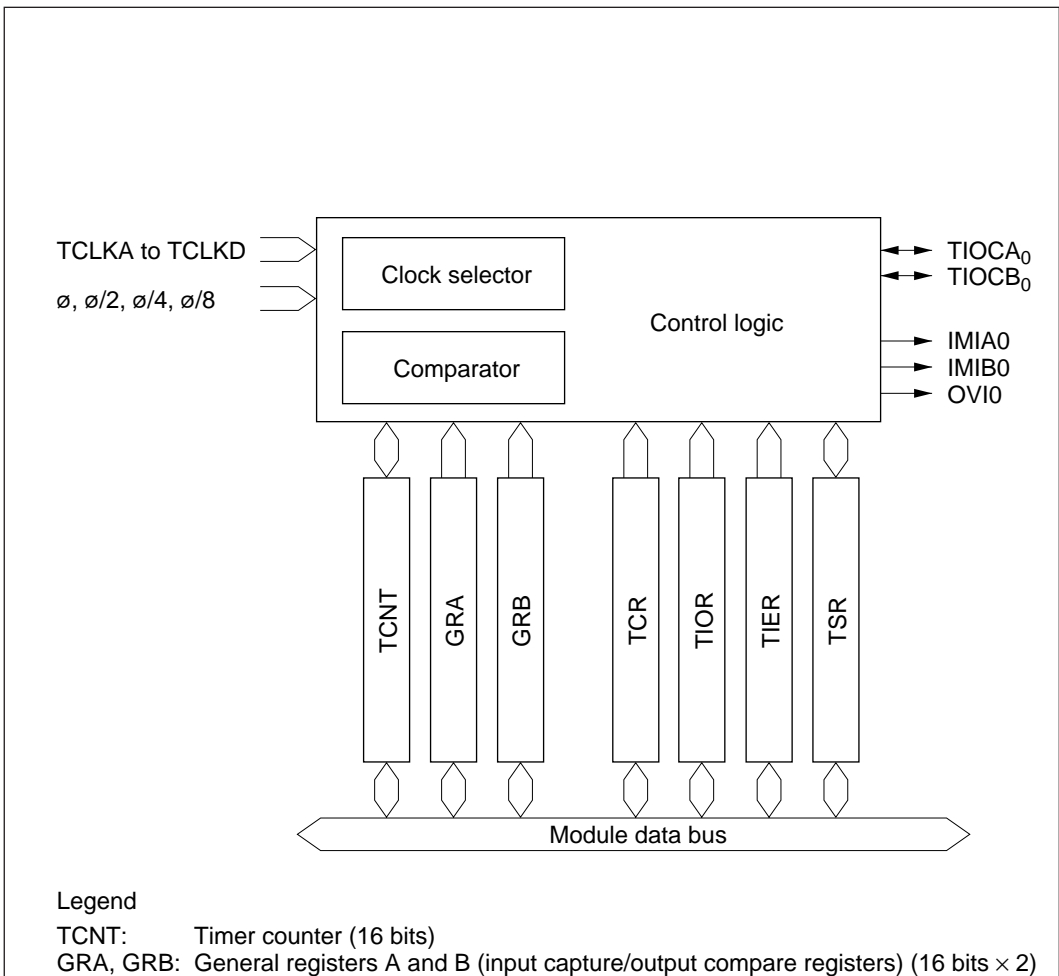 TCLKA to TCLKD
ø, ø/2, ø/4, ø/8
Clock selector
Comparator
Control logic
TIOCA0
TIOCB0
IMIA0
IMIB0
OVI0
TCNT
GRA
GRB
TCR
TIOR
TIER
TSR
Module data bus
Legend
TCNT: Timer counter (16 bits)
GRA, GRB: General registers A and B (input capture/output compare registers) (16 bits × 2)